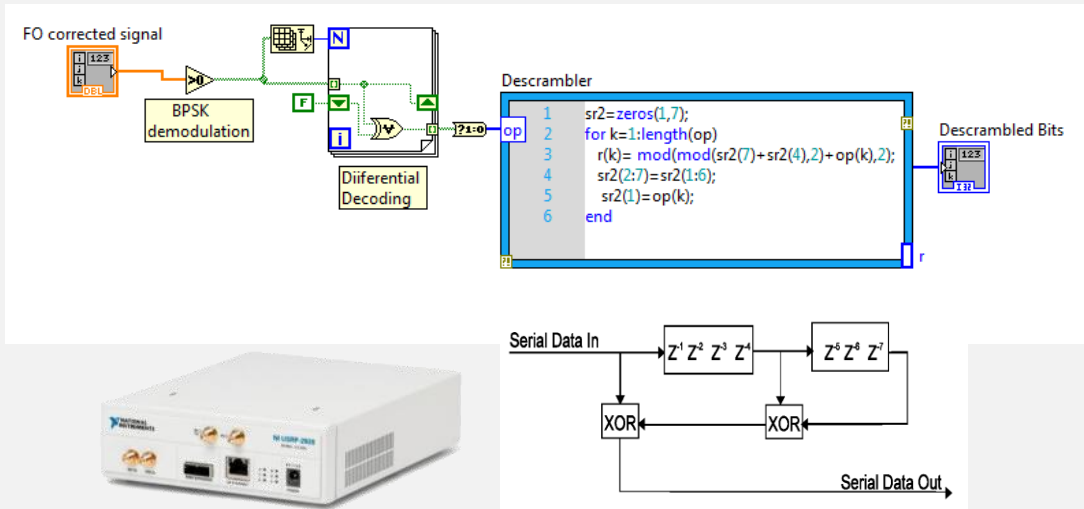 FO corrected signal
i
j
k
123
DBL
>0
BPSK
demodulation
N
F
i
Diifferential
Decoding
?1:0
Descrambler
op
1 sr2=zeros(1,7);
2 for k=1:length(op)
3 r(k)= mod(mod(sr2(7)+sr2(4),2)+op(k),2);
4 sr2(2:7)=sr2(1:6);
5 sr2(1)=op(k);
6 end
r
Descrambled Bits
i
j
k
123
I32
Serial Data In
Z⁻¹ Z⁻² Z⁻³ Z⁻⁴
Z⁻⁵ Z⁻⁶ Z⁻⁷
XOR
XOR
Serial Data Out
NATIONAL
INSTRUMENTS